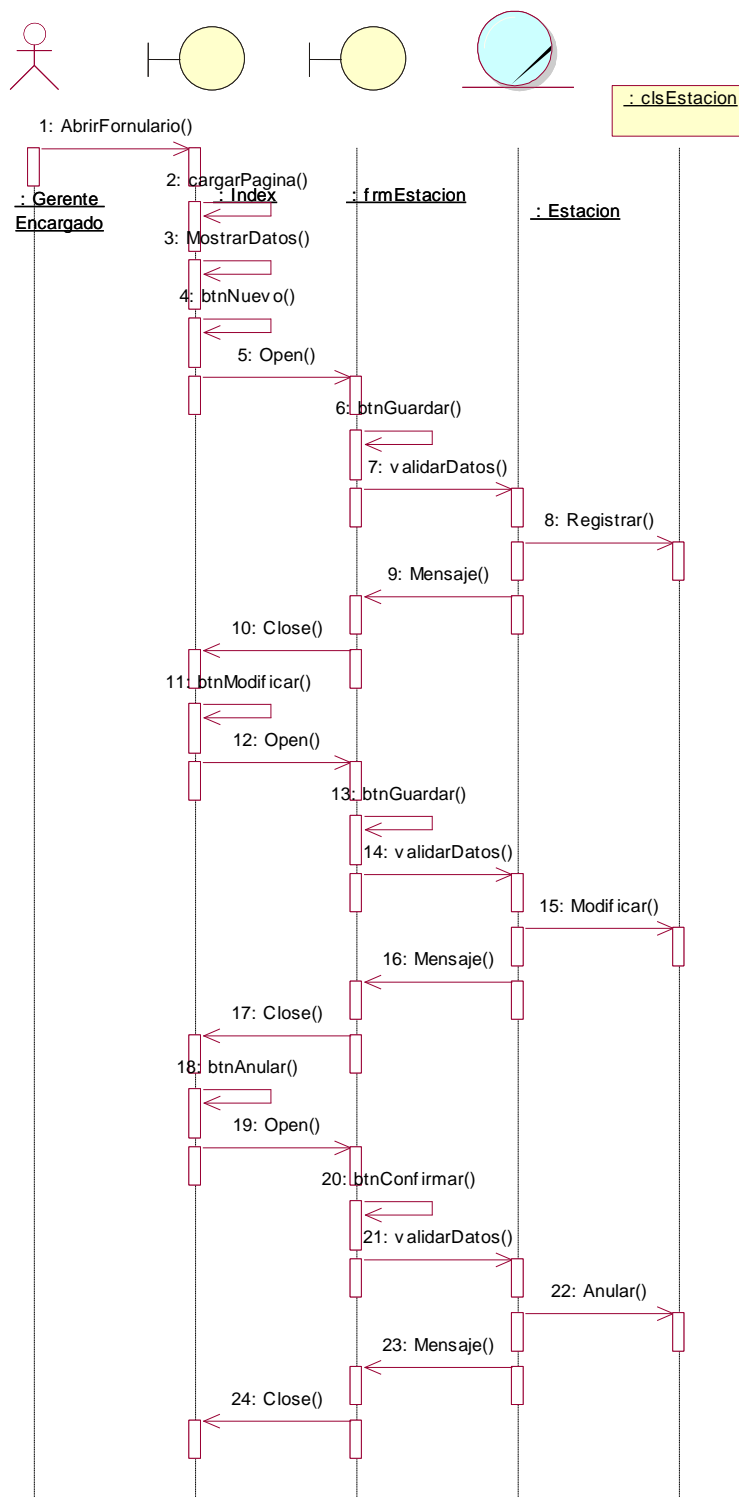 : clsEstacion
1: AbrirFornulario()
2: cargarPagina()
: Gerente
Encargado
: Index
: frmEstacion
: Estacion
3: MostrarDatos()
4: btnNuevo()
5: Open()
6: btnGuardar()
7: validarDatos()
8: Registrar()
9: Mensaje()
10: Close()
11: btnModificar()
12: Open()
13: btnGuardar()
14: validarDatos()
15: Modificar()
16: Mensaje()
17: Close()
18: btnAnular()
19: Open()
20: btnConfirmar()
21: validarDatos()
22: Anular()
23: Mensaje()
24: Close()